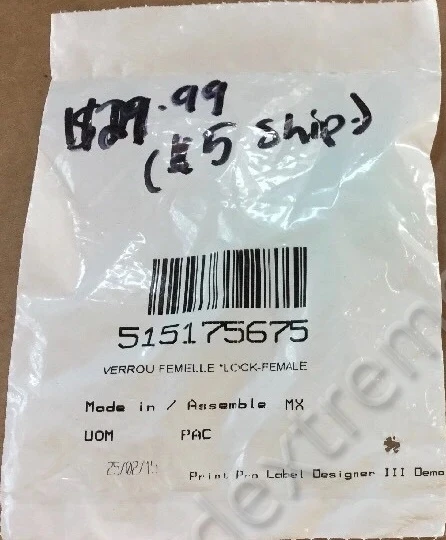 $29.99
($5 ship.)
515175675
VERROU FEMELLE *LOCK-FEMALE
Made in / Assemble MX
UOM PAC
Print Pro Label Designer III Demo
dextrem